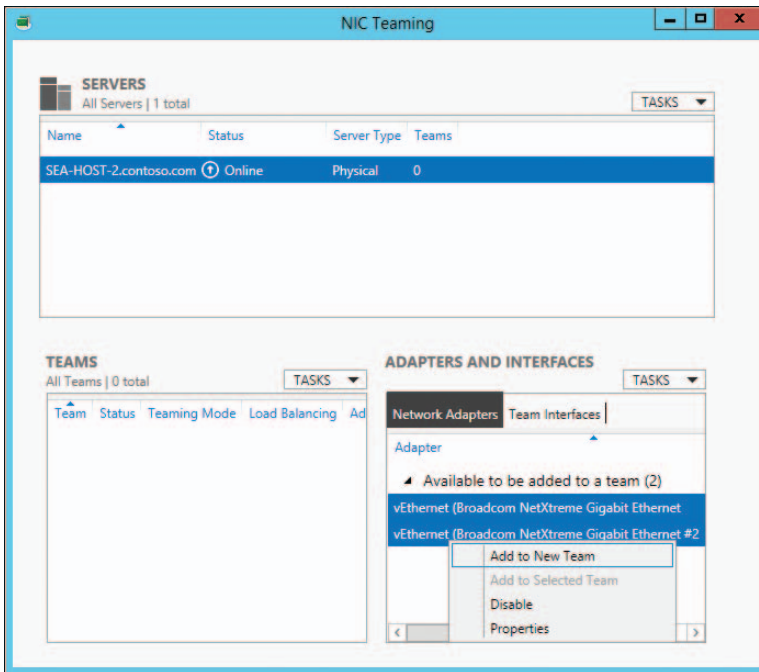 NIC Teaming
SERVERS
All Servers | 1 total
TASKS
Name Status Server Type Teams
SEA-HOST-2.contoso.com Online Physical 0
TEAMS
All Teams | 0 total
TASKS
Team Status Teaming Mode Load Balancing Ad
ADAPTERS AND INTERFACES
TASKS
Network Adapters Team Interfaces
Adapter
Available to be added to a team (2)
vEthernet (Broadcom NetXtreme Gigabit Ethernet
vEthernet (Broadcom NetXtreme Gigabit Ethernet #2
Add to New Team
Add to Selected Team
Disable
Properties